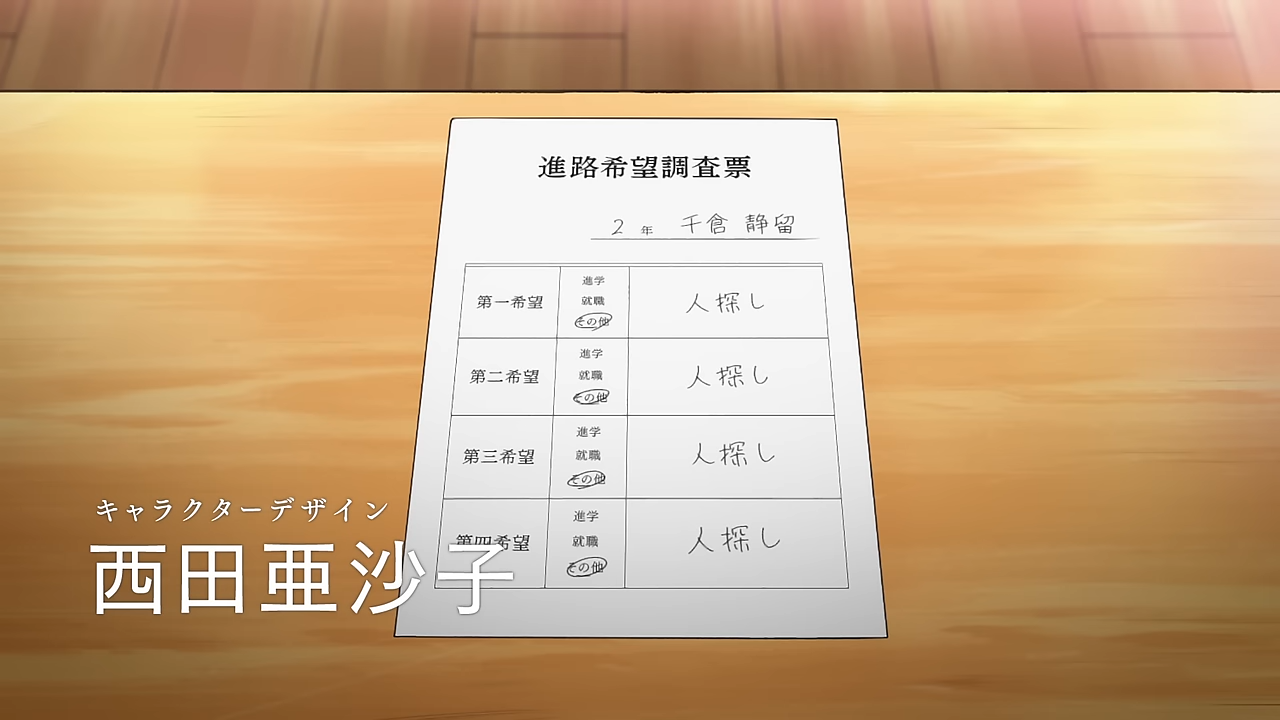 進路希望調査票
2 年 千倉 静留
第一希望 進学 就職 その他 人探し
第二希望 進学 就職 その他 人探し
第三希望 進学 就職 その他 人探し
第四希望 進学 就職 その他 人探し
キャラクターデザイン
西田亜沙子